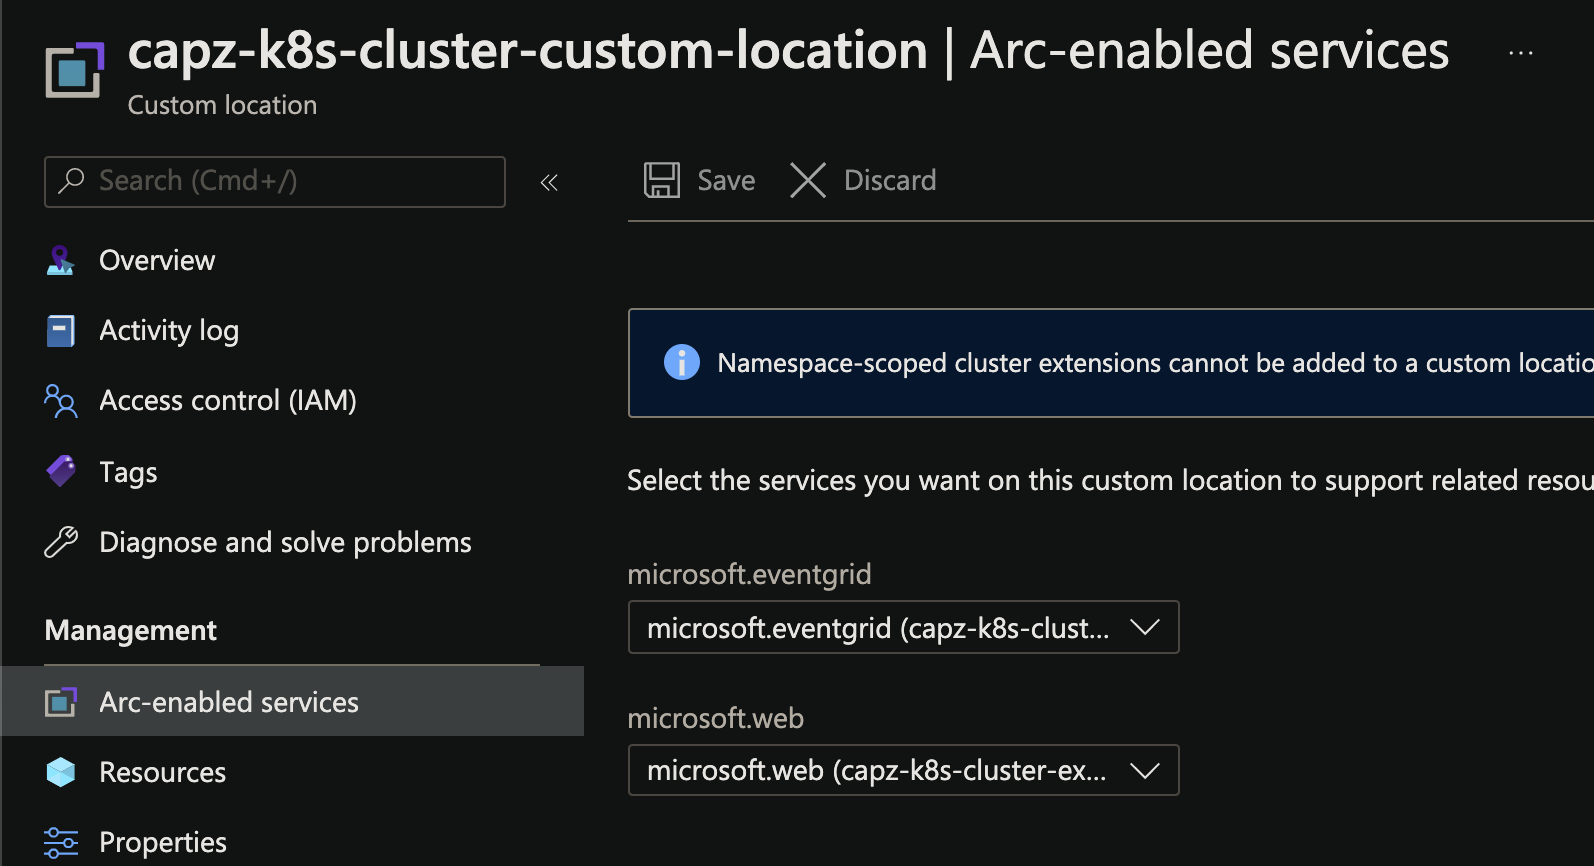 capz-k8s-cluster-custom-location | Arc-enabled services ...
Custom location
Search (Cmd+/)
«
Save
Discard
Overview
Activity log
Access control (IAM)
Tags
Diagnose and solve problems
Management
Arc-enabled services
Resources
Properties
Namespace-scoped cluster extensions cannot be added to a custom locatio
Select the services you want on this custom location to support related resou
microsoft.eventgrid
microsoft.eventgrid (capz-k8s-clust...
microsoft.web
microsoft.web (capz-k8s-cluster-ex...